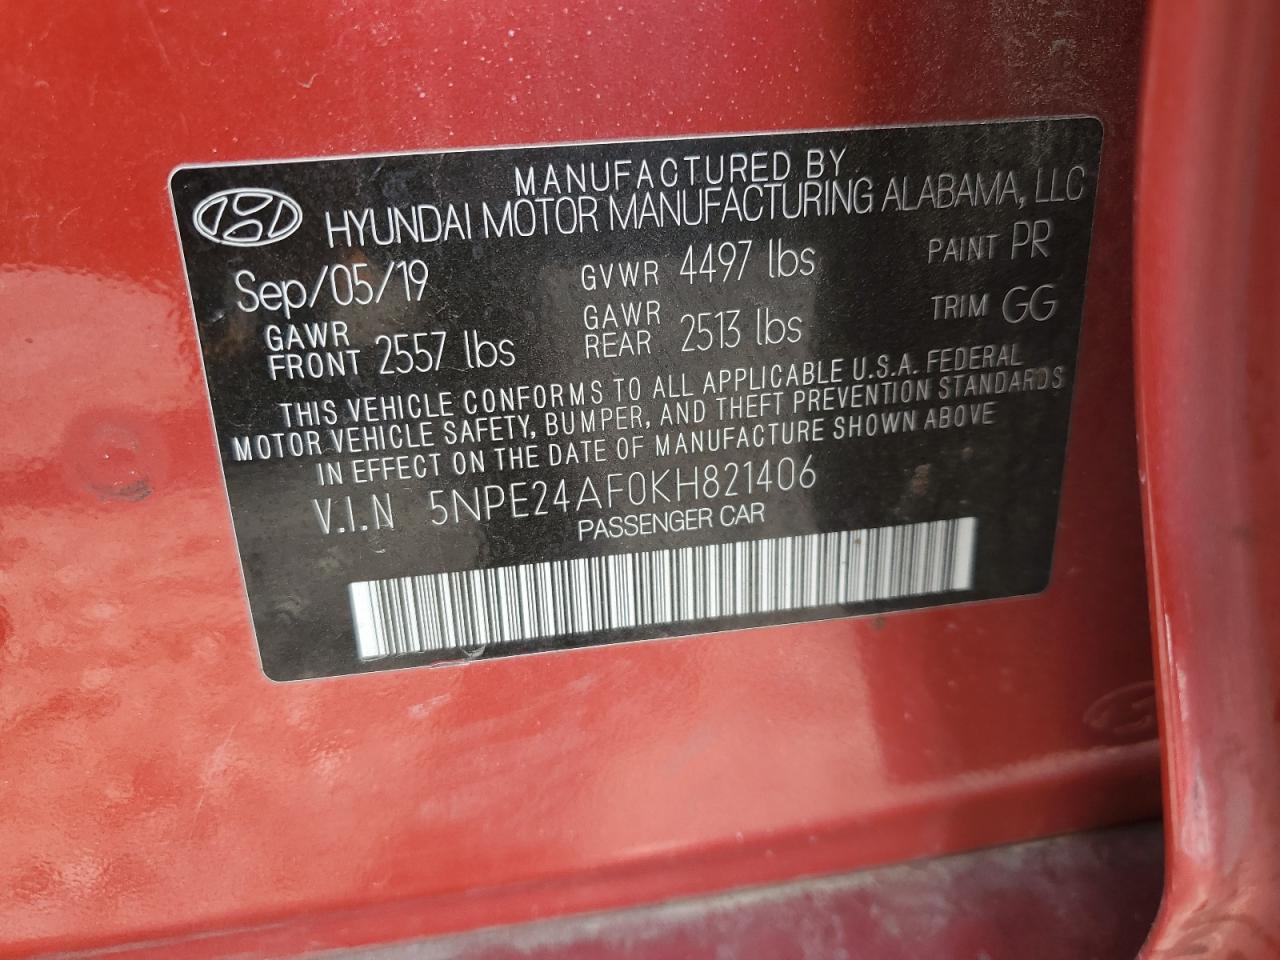 MANUFACTURED BY
HYUNDAI MOTOR MANUFACTURING ALABAMA, LLC
Sep/05/19 GVWR 4497 lbs PAINT PR
GAWR FRONT 2557 lbs GAWR REAR 2513 lbs TRIM GG
THIS VEHICLE CONFORMS TO ALL APPLICABLE U.S.A. FEDERAL
MOTOR VEHICLE SAFETY, BUMPER, AND THEFT PREVENTION STANDARDS
IN EFFECT ON THE DATE OF MANUFACTURE SHOWN ABOVE
V.I.N 5NPE24AF0KH821406
PASSENGER CAR